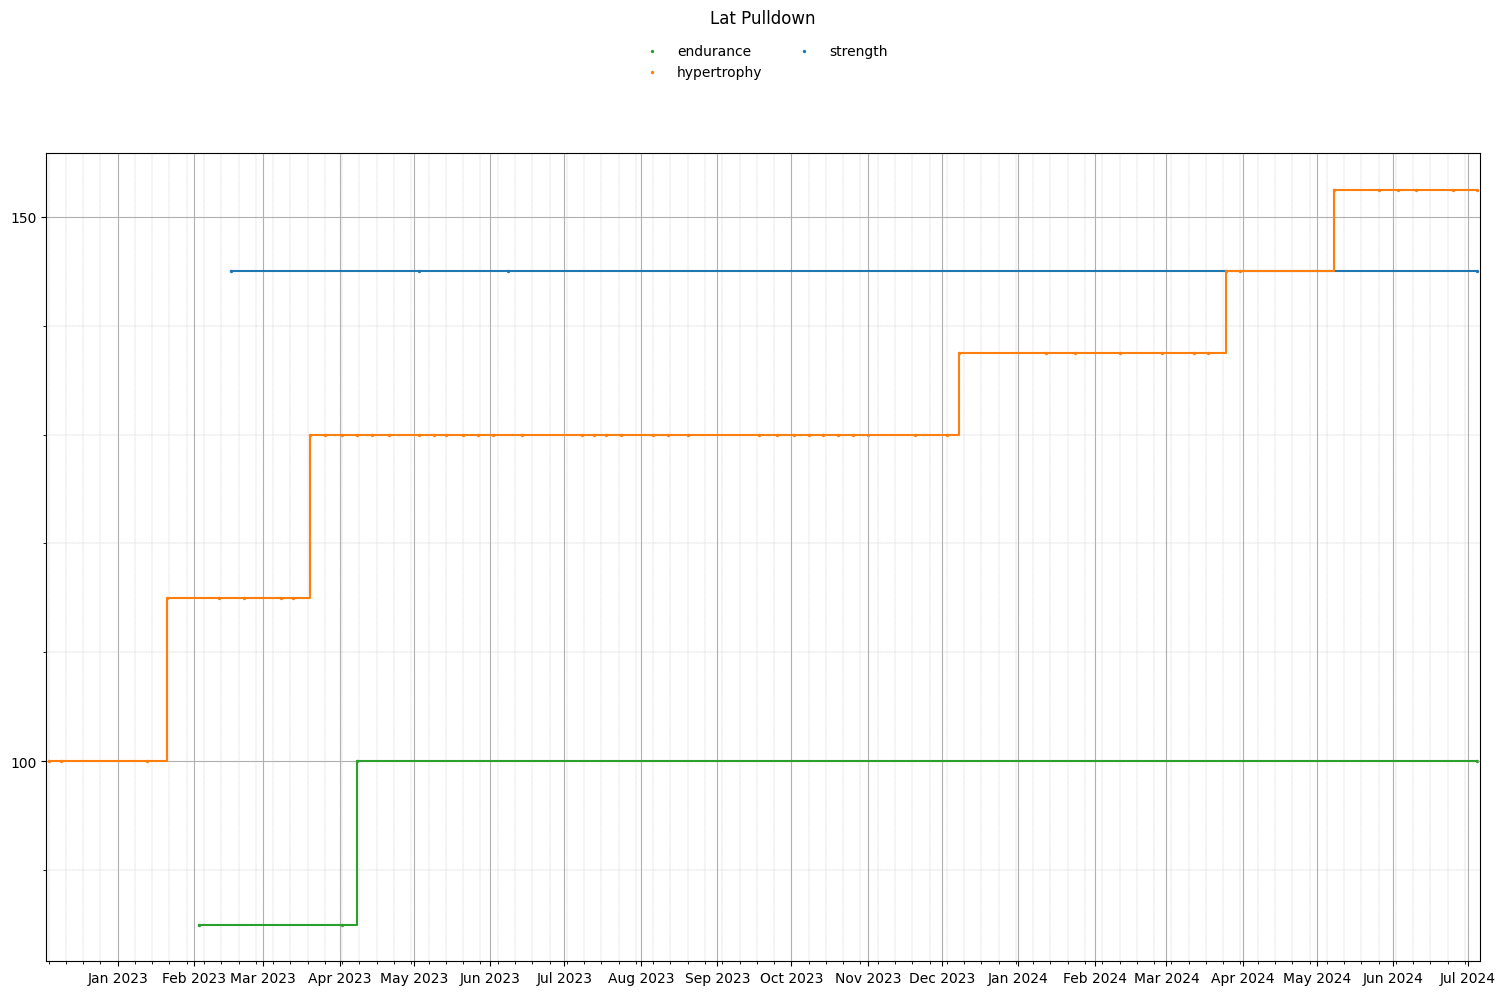 Lat Pulldown
endurance strength
hypertrophy
150
100
Jan 2023 Feb 2023 Mar 2023 Apr 2023 May 2023 Jun 2023 Jul 2023 Aug 2023 Sep 2023 Oct 2023 Nov 2023 Dec 2023 Jan 2024 Feb 2024 Mar 2024 Apr 2024 May 2024 Jun 2024 Jul 2024